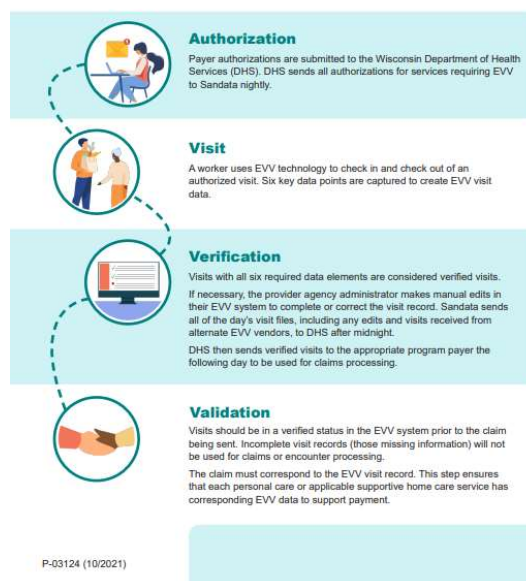 Authorization
Payer authorizations are submitted to the Wisconsin Department of Health
Services (DHS). DHS sends all authorizations for services requiring EVV
to Sandata nightly.
Visit
A worker uses EVV technology to check in and check out of an
authorized visit. Six key data points are captured to create EVV visit
data.
Verification
Visits with all six required data elements are considered verified visits.
If necessary, the provider agency administrator makes manual edits in
their EVV system to complete or correct the visit record. Sandata sends
all of the day's visit files, including any edits and visits received from
alternate EVV vendors, to DHS after midnight.
DHS then sends verified visits to the appropriate program payer the
following day to be used for claims processing.
Validation
Visits should be in a verified status in the EVV system prior to the claim
being sent. Incomplete visit records (those missing information) will not
be used for claims or encounter processing.
The claim must correspond to the EVV visit record. This step ensures
that each personal care or applicable supportive home care service has
corresponding EVV data to support payment.
P-03124 (10/2021)